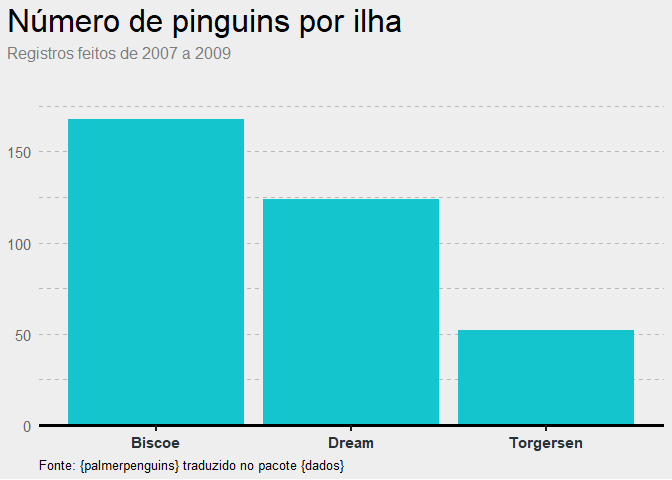 Número de pinguins por ilha
Registros feitos de 2007 a 2009
150
100
50
0
Biscoe Dream Torgersen
Fonte: {palmerpenguins} traduzido no pacote {dados}